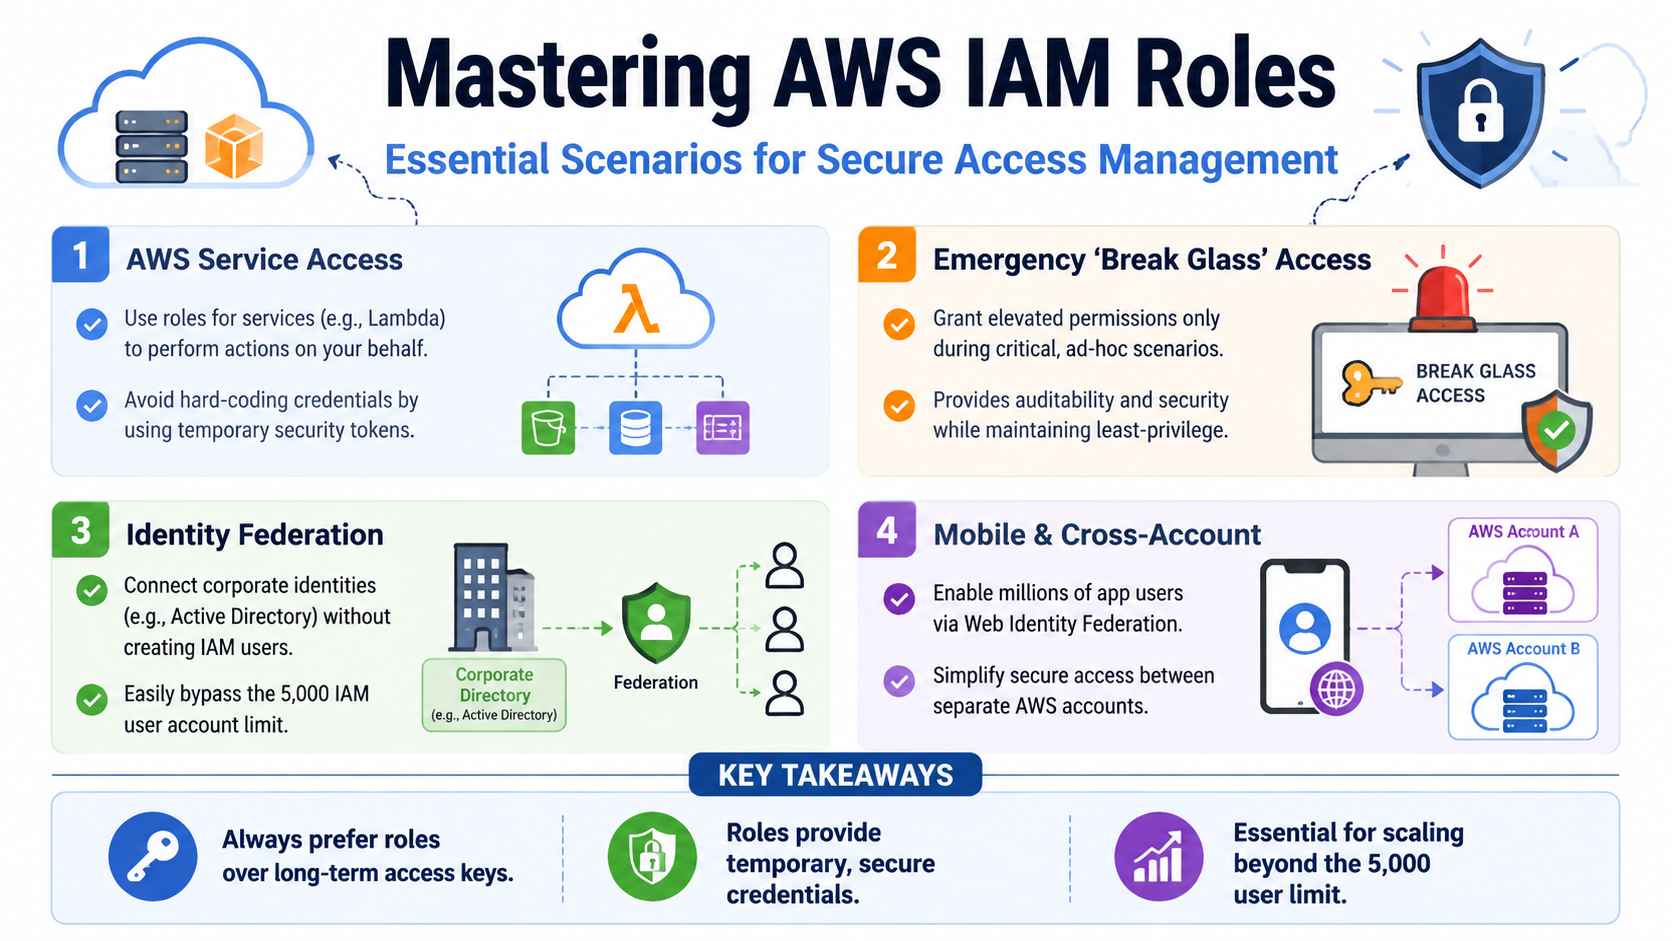 Mastering AWS IAM Roles
Essential Scenarios for Secure Access Management
1
AWS Service Access
Use roles for services (e.g., Lambda)
to perform actions on your behalf.
Avoid hard-coding credentials by
using temporary security tokens.
λ
2
Emergency ‘Break Glass’ Access
Grant elevated permissions only
during critical, ad-hoc scenarios.
Provides auditability and security
while maintaining least-privilege.
BREAK GLASS
ACCESS
3
Identity Federation
Connect corporate identities
(e.g., Active Directory) without
creating IAM users.
Easily bypass the 5,000 IAM
user account limit.
Corporate
Directory
(e.g., Active Directory)
Federation
4
Mobile & Cross-Account
Enable millions of app users
via Web Identity Federation.
Simplify secure access between
separate AWS accounts.
AWS Account A
AWS Account B
KEY TAKEAWAYS
Always prefer roles
over long-term access keys.
Roles provide
temporary, secure
credentials.
Essential for scaling
beyond the 5,000
user limit.